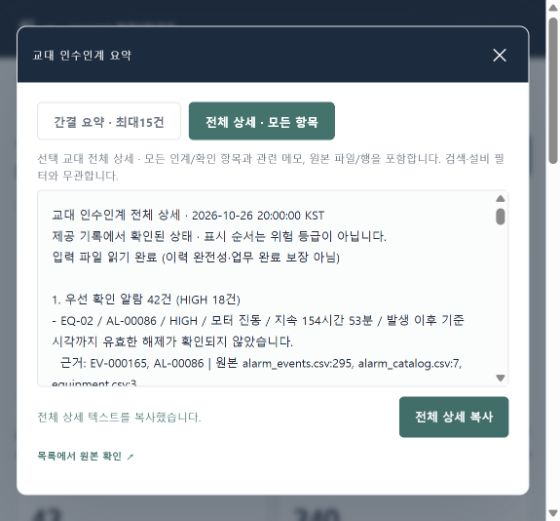 교대 인수인계 요약
간결 요약 · 최대15건
전체 상세 · 모든 항목
선택 교대 전체 상세 · 모든 인계/확인 항목과 관련 메모, 원본 파일/행을 포함합니다. 검색·설비 필
터와 무관합니다.
교대 인수인계 전체 상세 · 2026-10-26 20:00:00 KST
제공 기록에서 확인된 상태 · 표시 순서는 위험 등급이 아닙니다.
입력 파일 읽기 완료 (이력 완전성·업무 완료 보장 아님)
1. 우선 확인 알람 42건 (HIGH 18건)
- EQ-02 / AL-00086 / HIGH / 모터 진동 / 지속 154시간 53분 / 발생 이후 기준
시각까지 유효한 해제가 확인되지 않았습니다.
근거: EV-000165, AL-00086 | 원본 alarm_events.csv:295, alarm_catalog.csv:7,
equipment.csv:3
전체 상세 텍스트를 복사했습니다.
전체 상세 복사
목록에서 원본 확인 ↗